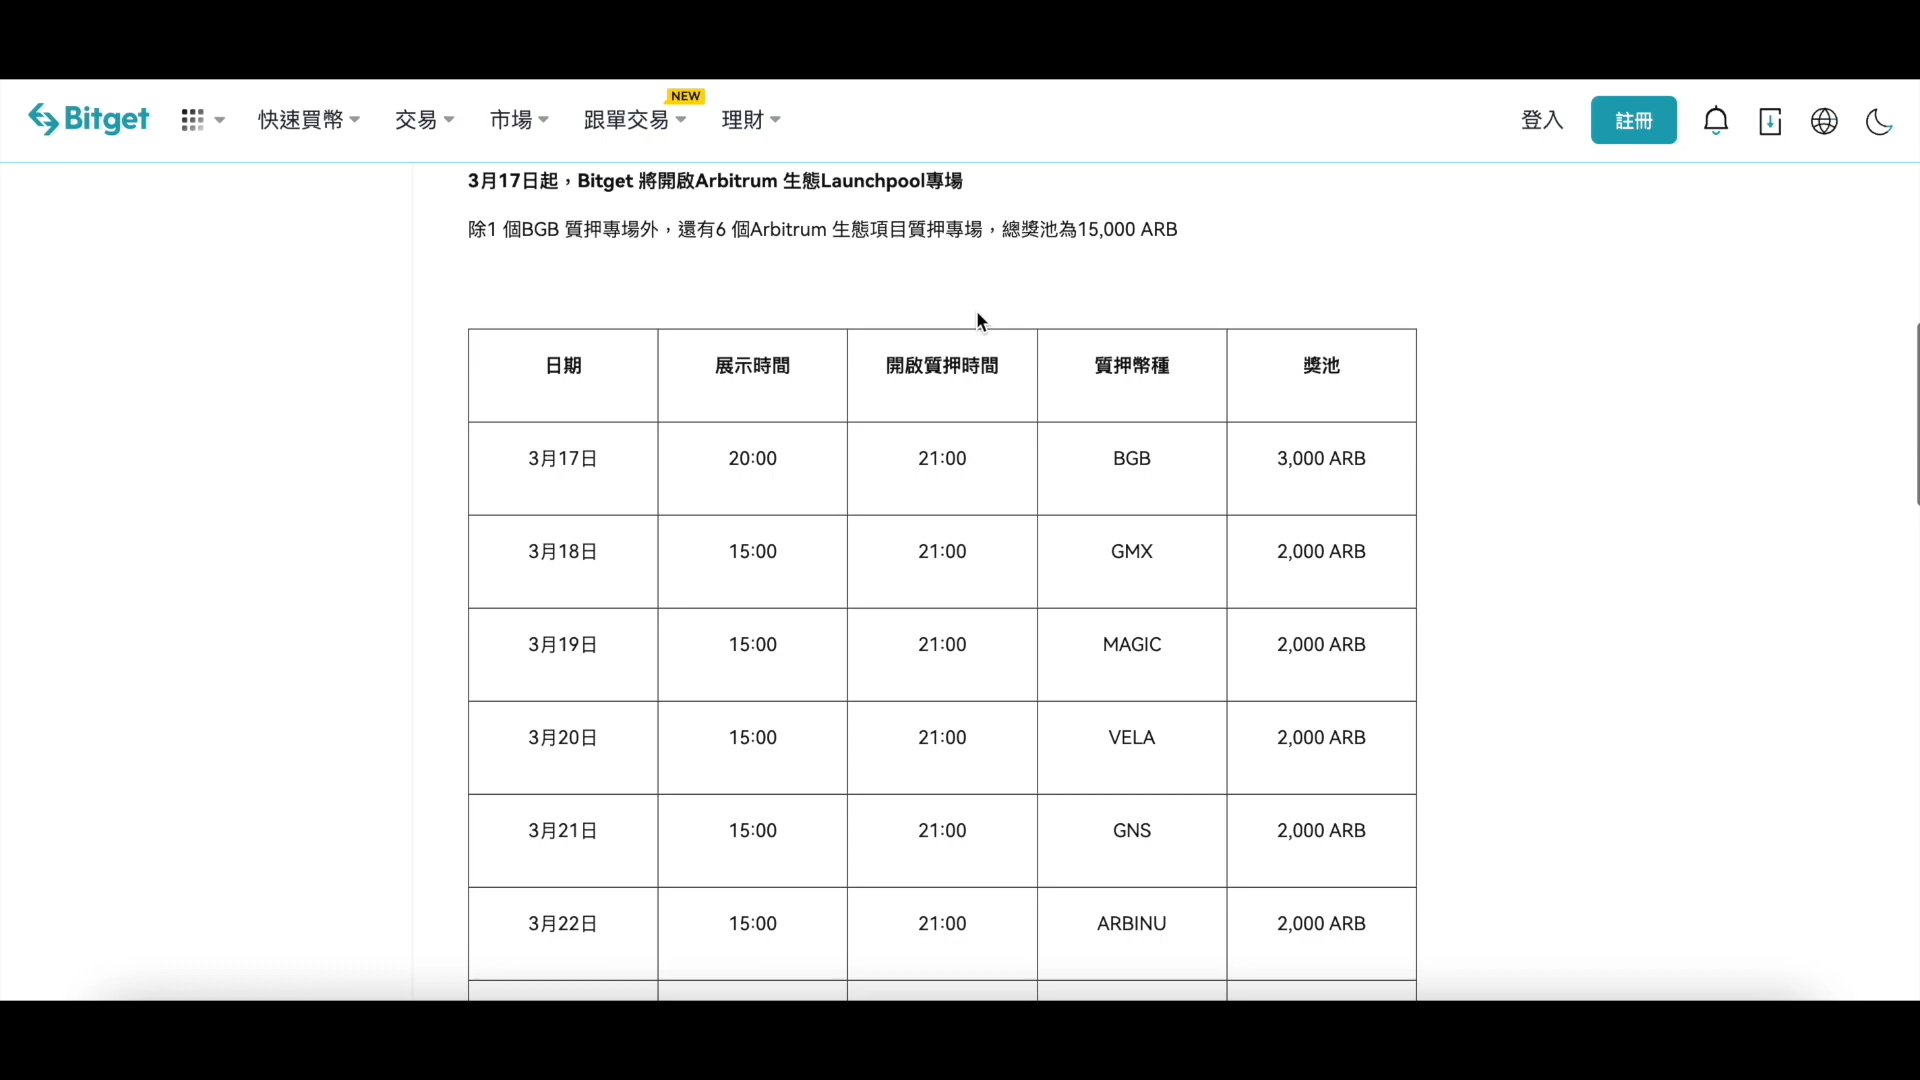 Bitget 快速買幣 交易 市場 跟單交易 NEW 理財 登入 註冊
3月17日起，Bitget 將開啟Arbitrum 生態Launchpool專場
除1 個BGB 質押專場外，還有6 個Arbitrum 生態項目質押專場，總獎池為15,000 ARB
日期 展示時間 開啟質押時間 質押幣種 獎池
3月17日 20:00 21:00 BGB 3,000 ARB
3月18日 15:00 21:00 GMX 2,000 ARB
3月19日 15:00 21:00 MAGIC 2,000 ARB
3月20日 15:00 21:00 VELA 2,000 ARB
3月21日 15:00 21:00 GNS 2,000 ARB
3月22日 15:00 21:00 ARBINU 2,000 ARB